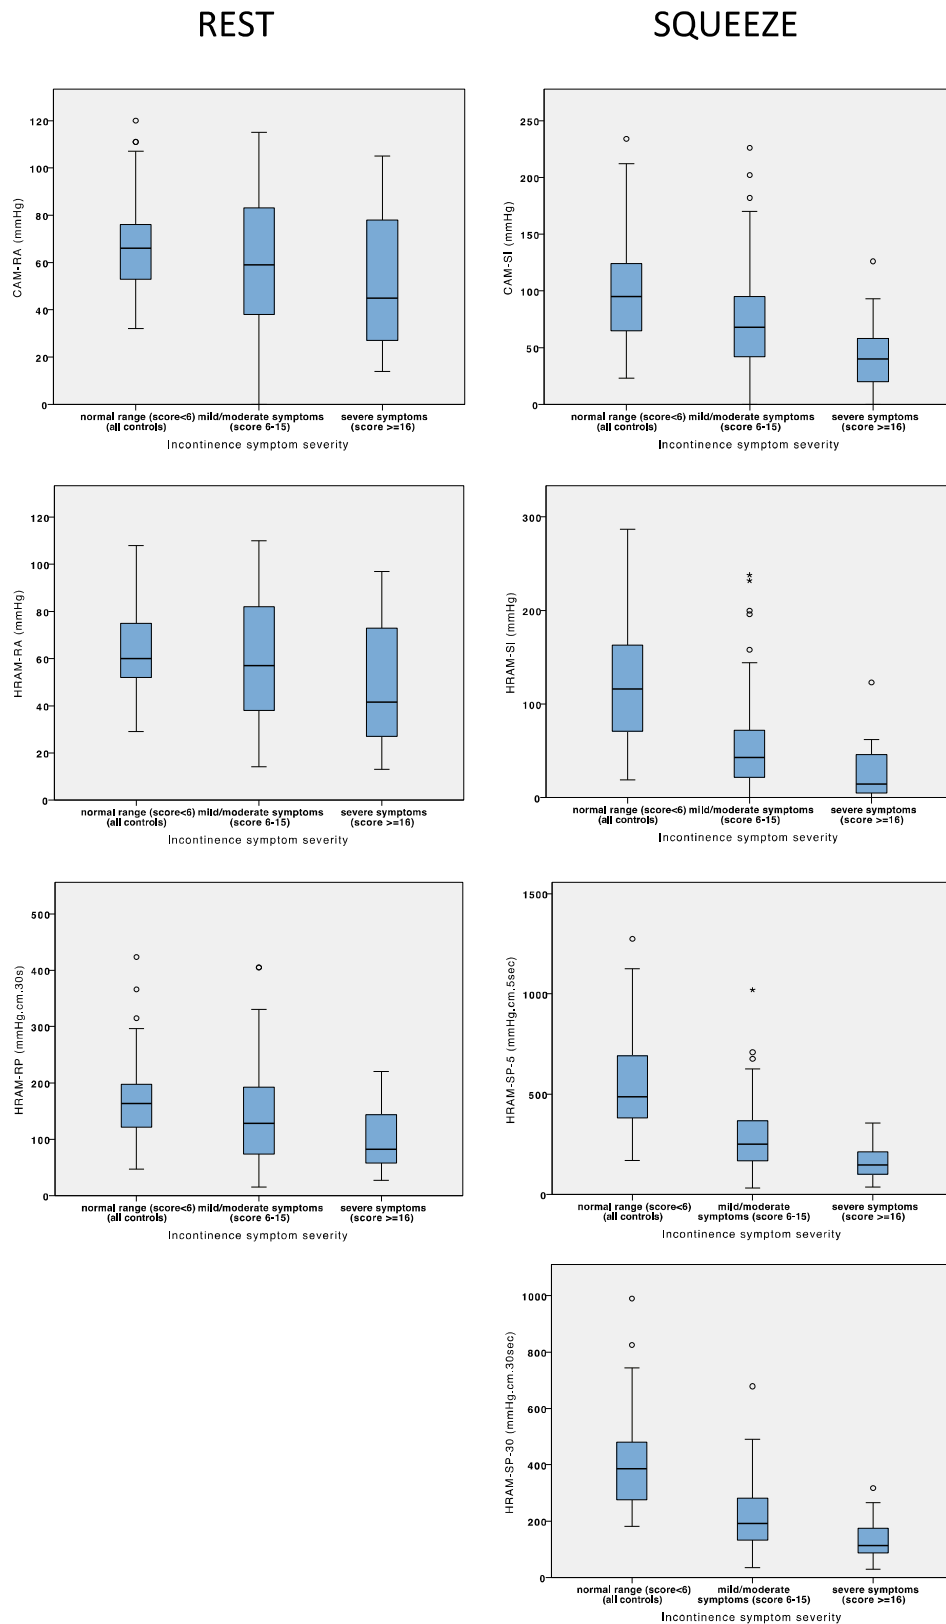 REST
SQUEEZE
CAM-RA (mmHg)
120
100
80
60
40
20
0
normal range (score<6) mild/moderate symptoms severe symptoms
(all controls) (score 6-15) (score >=16)
Incontinence symptom severity
CAM-SI (mmHg)
250
200
150
100
50
0
normal range (score<6) mild/moderate symptoms severe symptoms
(all controls) (score 6-15) (score >=16)
Incontinence symptom severity
HRAM-RA (mmHg)
120
100
80
60
40
20
0
normal range (score<6) mild/moderate symptoms severe symptoms
(all controls) (score 6-15) (score >=16)
Incontinence symptom severity
HRAM-SI (mmHg)
300
200
100
0
normal range (score<6) mild/moderate symptoms severe symptoms
(all controls) (score 6-15) (score >=16)
Incontinence symptom severity
HRAM-RP (mmHg.cm.30s)
500
400
300
200
100
0
normal range (score<6) mild/moderate symptoms severe symptoms
(all controls) (score 6-15) (score >=16)
Incontinence symptom severity
HRAM-SP-5 (mmHg.cm.5sec)
1500
1000
500
0
normal range (score<6) mild/moderate severe symptoms
(all controls) symptoms (score 6-15) (score >=16)
Incontinence symptom severity
HRAM-SP-30 (mmHg.cm.30sec)
1000
800
600
400
200
0
normal range (score<6) mild/moderate severe symptoms
(all controls) symptoms (score 6-15) (score >=16)
Incontinence symptom severity